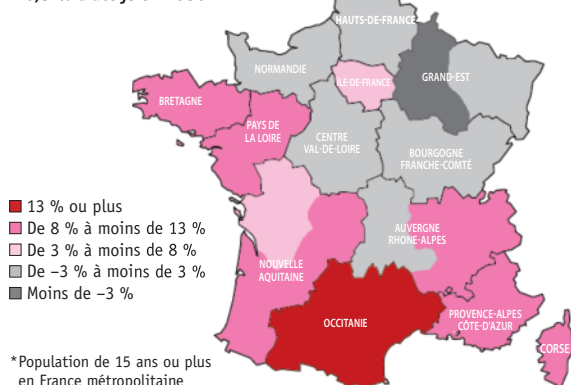 HAUTS-DE-FRANCE
NORMANDIE
ÎLE-DE-FRANCE
GRAND-EST
BRETAGNE
PAYS DE
LA LOIRE
CENTRE
VAL-DE-LOIRE
BOURGOGNE
FRANCHE-COMTÉ
13 % ou plus
De 8 % à moins de 13 %
De 3 % à moins de 8 %
De –3 % à moins de 3 %
Moins de –3 %
AUVERGNE
RHONE-ALPES
NOUVELLE
AQUITAINE
OCCITANIE
PROVENCE-ALPES
CÔTE-D'AZUR
CORSE
*Population de 15 ans ou plus
en France métropolitaine